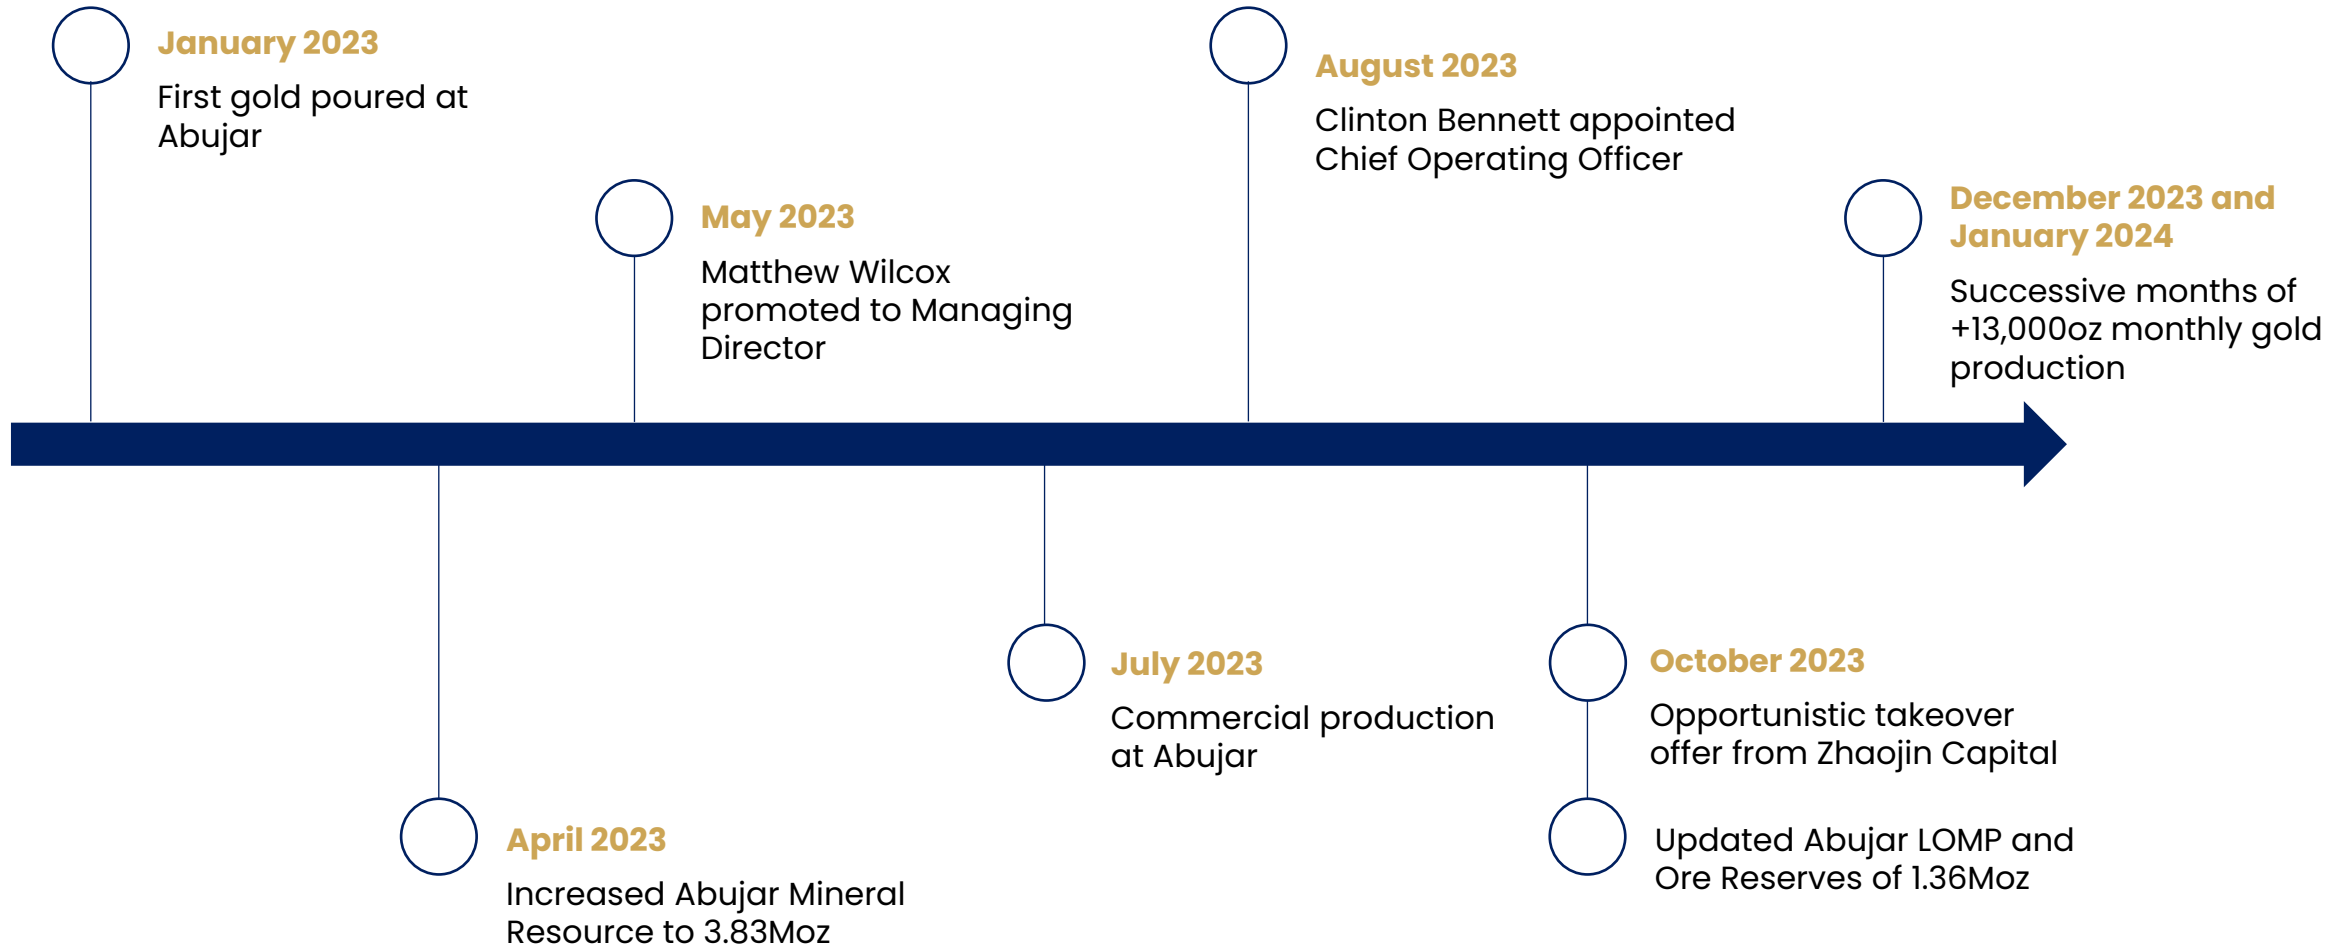 January 2023
First gold poured at
Abujar
April 2023
Increased Abujar Mineral
Resource to 3.83Moz
May 2023
Matthew Wilcox
promoted to Managing
Director
July 2023
Commercial production
at Abujar
August 2023
Clinton Bennett appointed
Chief Operating Officer
October 2023
Opportunistic takeover
offer from Zhaojin Capital
Updated Abujar LOMP and
Ore Reserves of 1.36Moz
December 2023 and
January 2024
Successive months of
+13,000oz monthly gold
production